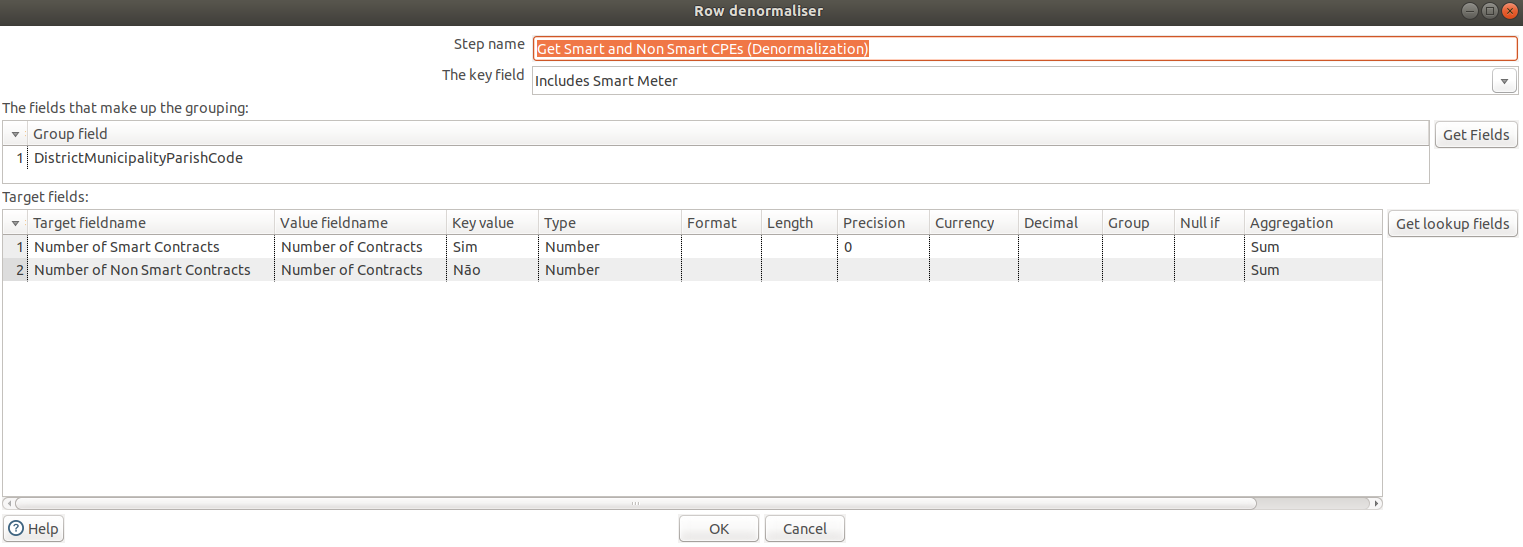 Row denormaliser
Step name Get Smart and Non Smart CPEs (Denormalization)
The key field Includes Smart Meter
The fields that make up the grouping:
Group field
Get Fields
1 DistrictMunicipalityParishCode
Target fields:
Target fieldname Value fieldname Key value Type Format Length Precision Currency Decimal Group Null if Aggregation
Get lookup fields
1 Number of Smart Contracts Number of Contracts Sim Number 0 Sum
2 Number of Non Smart Contracts Number of Contracts Não Number Sum
? Help OK Cancel